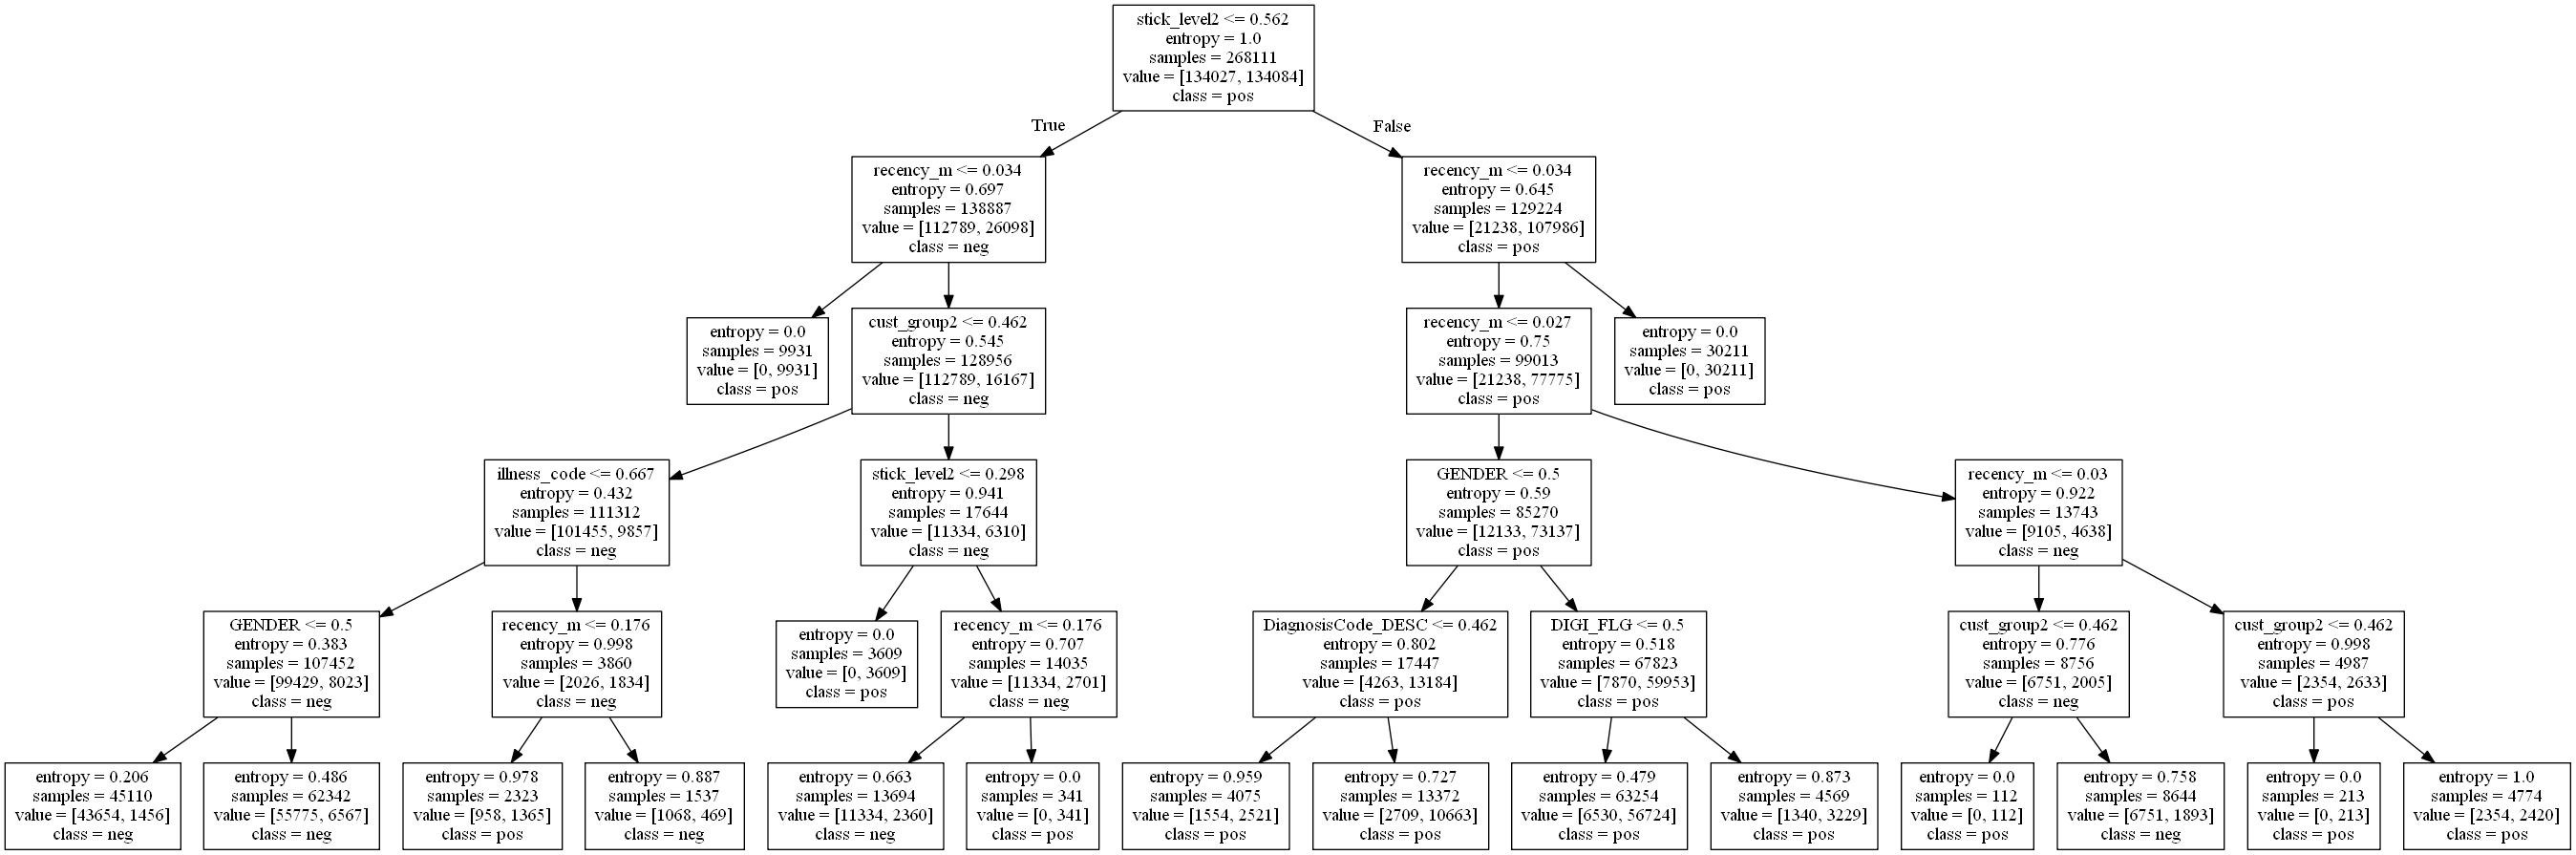 stick_level2 <= 0.562
entropy = 1.0
samples = 268111
value = [134027, 134084]
class = pos
True
False
recency_m <= 0.034
entropy = 0.697
samples = 138887
value = [112789, 26098]
class = neg
recency_m <= 0.034
entropy = 0.645
samples = 129224
value = [21238, 107986]
class = pos
entropy = 0.0
samples = 9931
value = [0, 9931]
class = pos
cust_group2 <= 0.462
entropy = 0.545
samples = 128956
value = [112789, 16167]
class = neg
recency_m <= 0.027
entropy = 0.75
samples = 99013
value = [21238, 77775]
class = pos
entropy = 0.0
samples = 30211
value = [0, 30211]
class = pos
illness_code <= 0.667
entropy = 0.432
samples = 111312
value = [101455, 9857]
class = neg
stick_level2 <= 0.298
entropy = 0.941
samples = 17644
value = [11334, 6310]
class = neg
GENDER <= 0.5
entropy = 0.59
samples = 85270
value = [12133, 73137]
class = pos
recency_m <= 0.03
entropy = 0.922
samples = 13743
value = [9105, 4638]
class = neg
GENDER <= 0.5
entropy = 0.383
samples = 107452
value = [99429, 8023]
class = neg
recency_m <= 0.176
entropy = 0.998
samples = 3860
value = [2026, 1834]
class = neg
entropy = 0.0
samples = 3609
value = [0, 3609]
class = pos
recency_m <= 0.176
entropy = 0.707
samples = 14035
value = [11334, 2701]
class = neg
DiagnosisCode_DESC <= 0.462
entropy = 0.802
samples = 17447
value = [4263, 13184]
class = pos
DIGI_FLG <= 0.5
entropy = 0.518
samples = 67823
value = [7870, 59953]
class = pos
cust_group2 <= 0.462
entropy = 0.776
samples = 8756
value = [6751, 2005]
class = neg
cust_group2 <= 0.462
entropy = 0.998
samples = 4987
value = [2354, 2633]
class = pos
entropy = 0.206
samples = 45110
value = [43654, 1456]
class = neg
entropy = 0.486
samples = 62342
value = [55775, 6567]
class = neg
entropy = 0.978
samples = 2323
value = [958, 1365]
class = pos
entropy = 0.887
samples = 1537
value = [1068, 469]
class = neg
entropy = 0.663
samples = 13694
value = [11334, 2360]
class = neg
entropy = 0.0
samples = 341
value = [0, 341]
class = pos
entropy = 0.959
samples = 4075
value = [1554, 2521]
class = pos
entropy = 0.727
samples = 13372
value = [2709, 10663]
class = pos
entropy = 0.479
samples = 63254
value = [6530, 56724]
class = pos
entropy = 0.873
samples = 4569
value = [1340, 3229]
class = pos
entropy = 0.0
samples = 112
value = [0, 112]
class = pos
entropy = 0.758
samples = 8644
value = [6751, 1893]
class = neg
entropy = 0.0
samples = 213
value = [0, 213]
class = pos
entropy = 1.0
samples = 4774
value = [2354, 2420]
class = pos